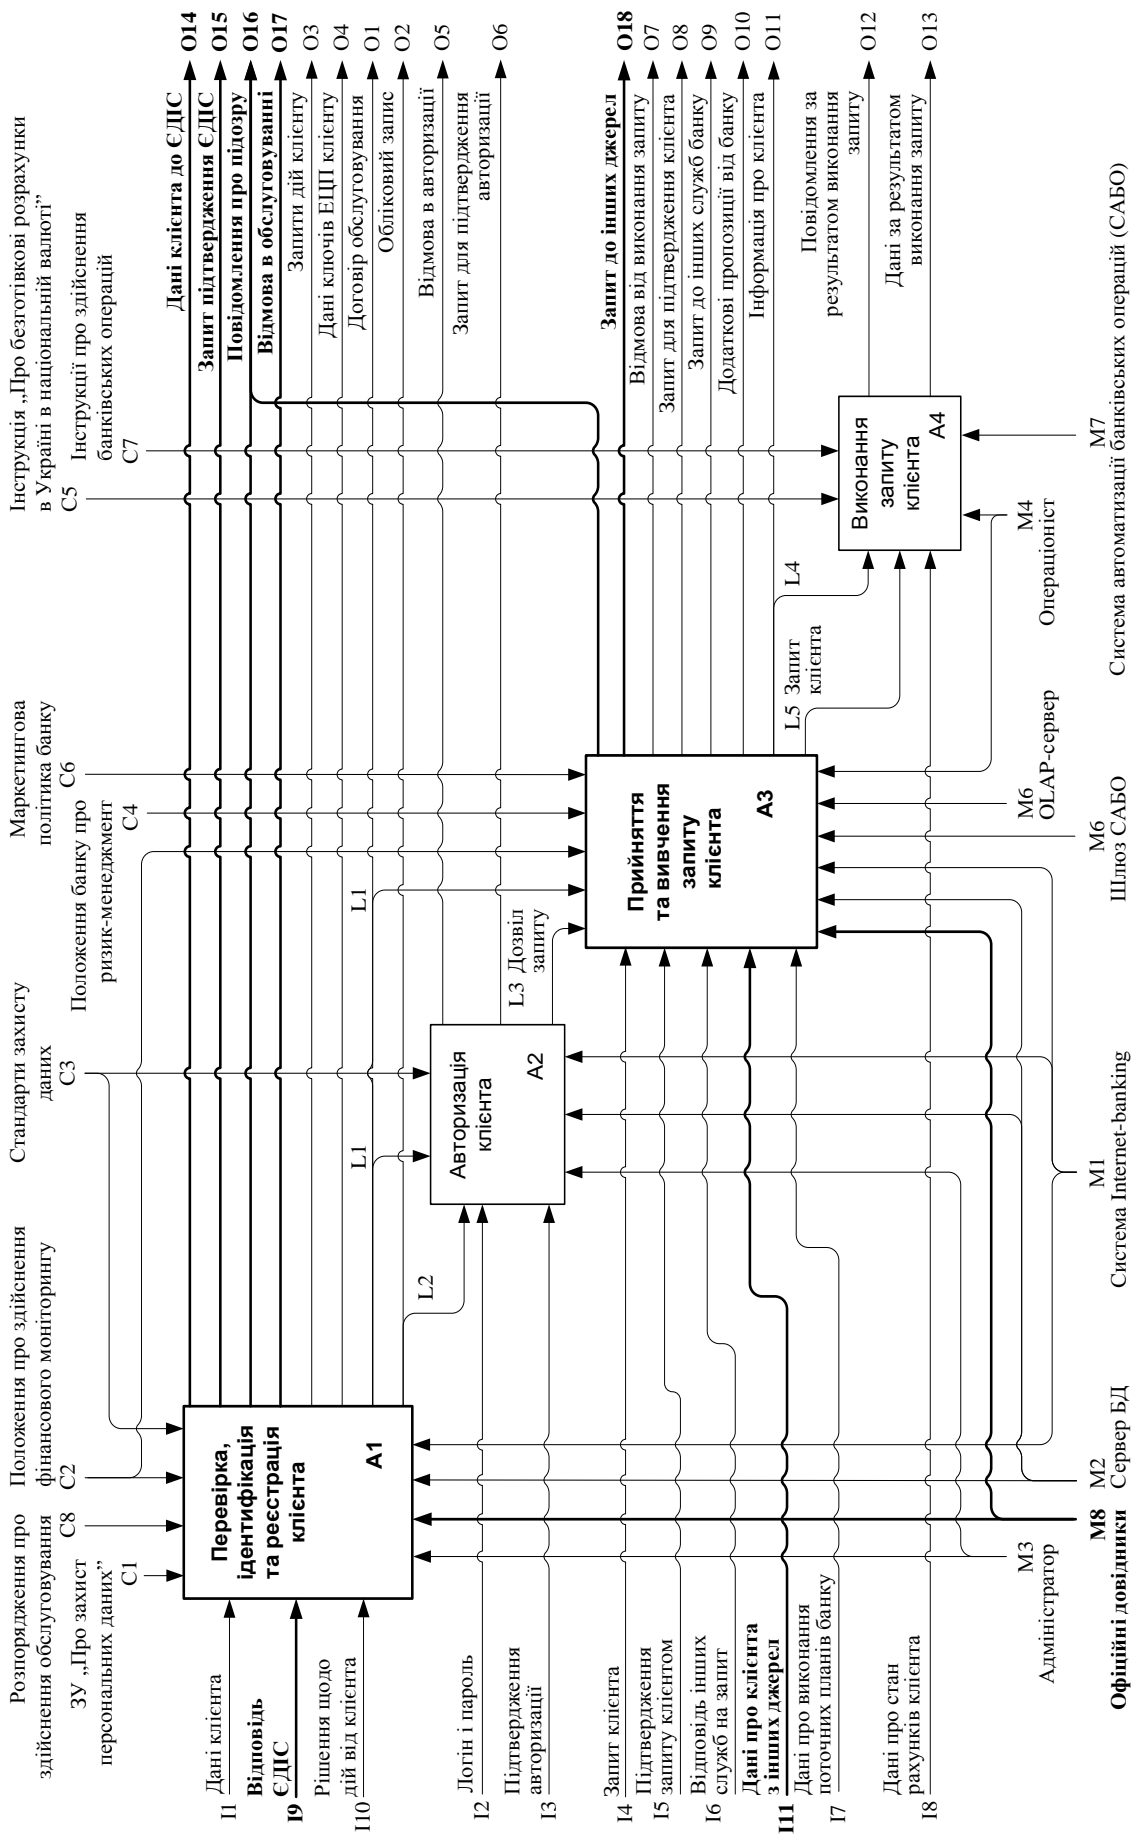 Розпорядження про
здійснення обслуговування
C8
ЗУ „Про захист
персональних даних”
C1
Положення про здійснення
фінансового моніторингу
C2
Стандарти захисту
даних
C3
Положення банку про
ризик-менеджмент
C4
Маркетингова
політика банку
C6
Інструкція „Про безготівкові розрахунки
в Україні в національній валюті”
C5
Інструкції про здійснення
банківських операцій
C7
Дані клієнта
I1
Відповідь
ЄДІС
I9
Рішення щодо
дій від клієнта
I10
Логін і пароль
I2
Підтвердження
авторизації
I3
Запит клієнта
I4
Підтвердження
запиту клієнтом
I5
Відповідь інших
служб на запит
I6
Дані про клієнта
з інших джерел
I11
Дані про виконання
поточних планів банку
I7
Дані про стан
рахунків клієнта
I8
Перевірка,
ідентифікація
та реєстрація
клієнта
A1
L2
L1
Авторизація
клієнта
A2
L3 Дозвіл
запиту
L1
Прийняття
та вивчення
запиту
клієнта
A3
L5 Запит
клієнта
L4
Виконання
запиту
клієнта
A4
Дані клієнта до ЄДІС
O14
Запит підтвердження ЄДІС
O15
Повідомлення про підозру
O16
Відмова в обслуговуванні
O17
Запити дій клієнту
O3
Дані ключів ЕЦП клієнту
O4
Договір обслуговування
O1
Обліковий запис
O2
Відмова в авторизації
O5
Запит для підтвердження
авторизації
O6
Запит до інших джерел
O18
Відмова від виконання запиту
O7
Запит для підтвердження клієнта
O8
Запит до інших служб банку
O9
Додаткові пропозиції від банку
O10
Інформація про клієнта
O11
Повідомлення за
результатом виконання
запиту
O12
Дані за результатом
виконання запиту
O13
M3
Адміністратор
M8
Офіційні довідники
M2
Сервер БД
M1
Система Internet-banking
M6
Шлюз САБО
M6
OLAP-сервер
M4
Операціоніст
M7
Система автоматизації банківських операцій (САБО)